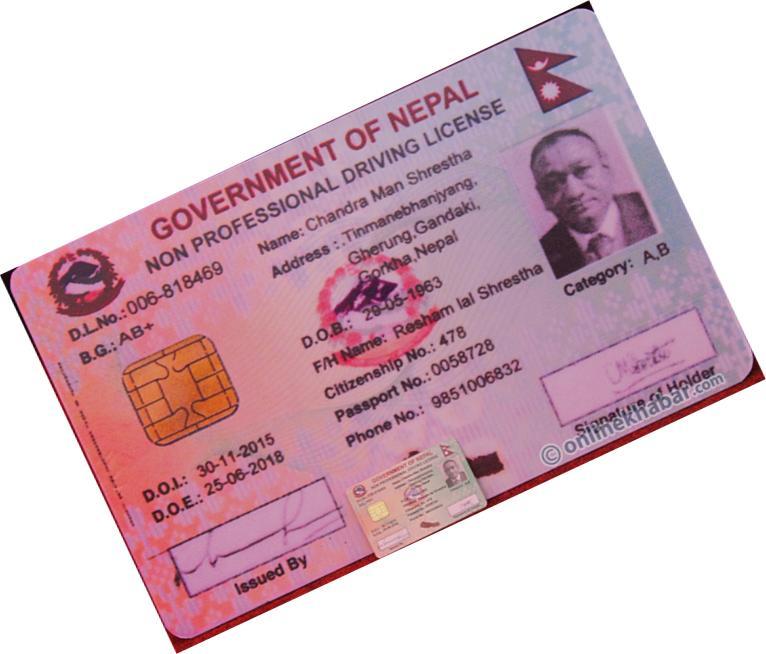 GOVERNMENT OF NEPAL
NON PROFESSIONAL DRIVING LICENSE
D.L.No.: 006-818469
B.G.: AB+
Name: Chandra Man Shrestha
Address : .Tinmanebhanjyang,
Gherung,Gandaki,
Gorkha,Nepal
D.O.B.: 29-05-1963
F/H Name: Resham lal Shrestha
Citizenship No.: 478
Passport No.: 0058728
Phone No.: 9851006832
Category: A,B
Signature of Holder
D.O.I.: 30-11-2015
D.O.E.: 25-06-2018
Issued By
© onlinekhabar.com
GOVERNMENT OF NEPAL